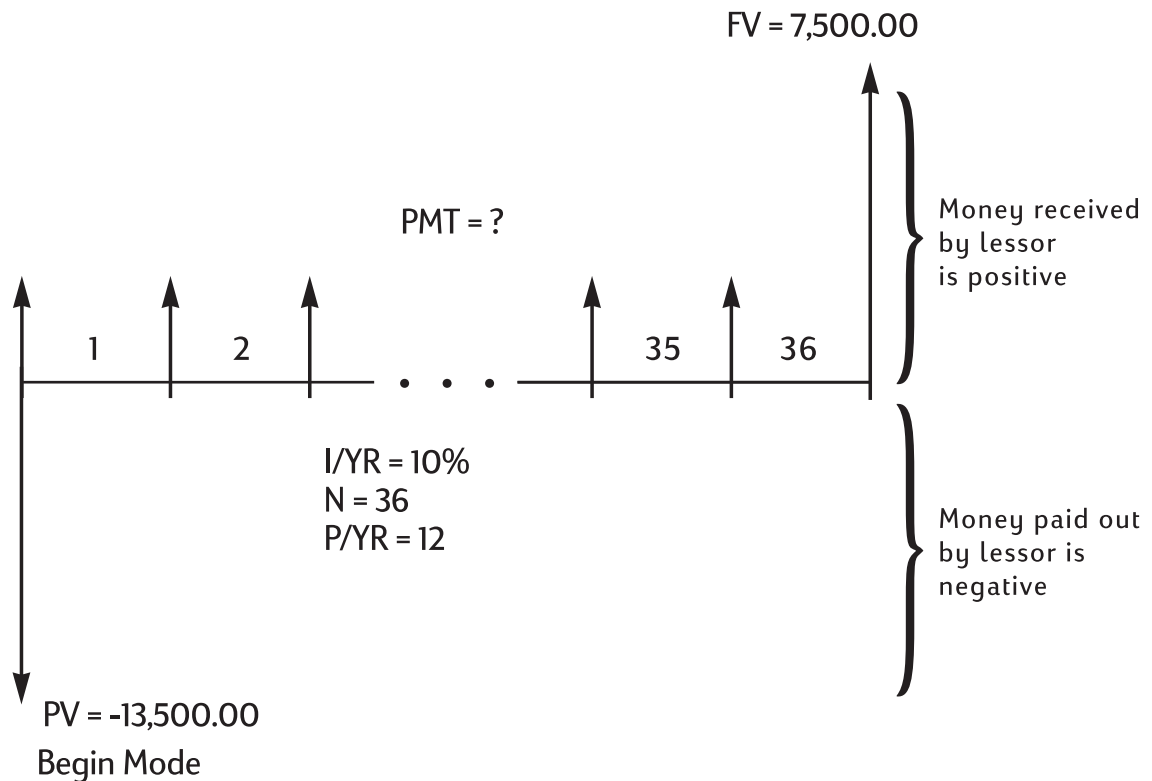 FV = 7,500.00
PMT = ?
Money received
by lessor
is positive
1
2
35
36
I/YR = 10%
N = 36
P/YR = 12
Money paid out
by lessor is
negative
PV = -13,500.00
Begin Mode